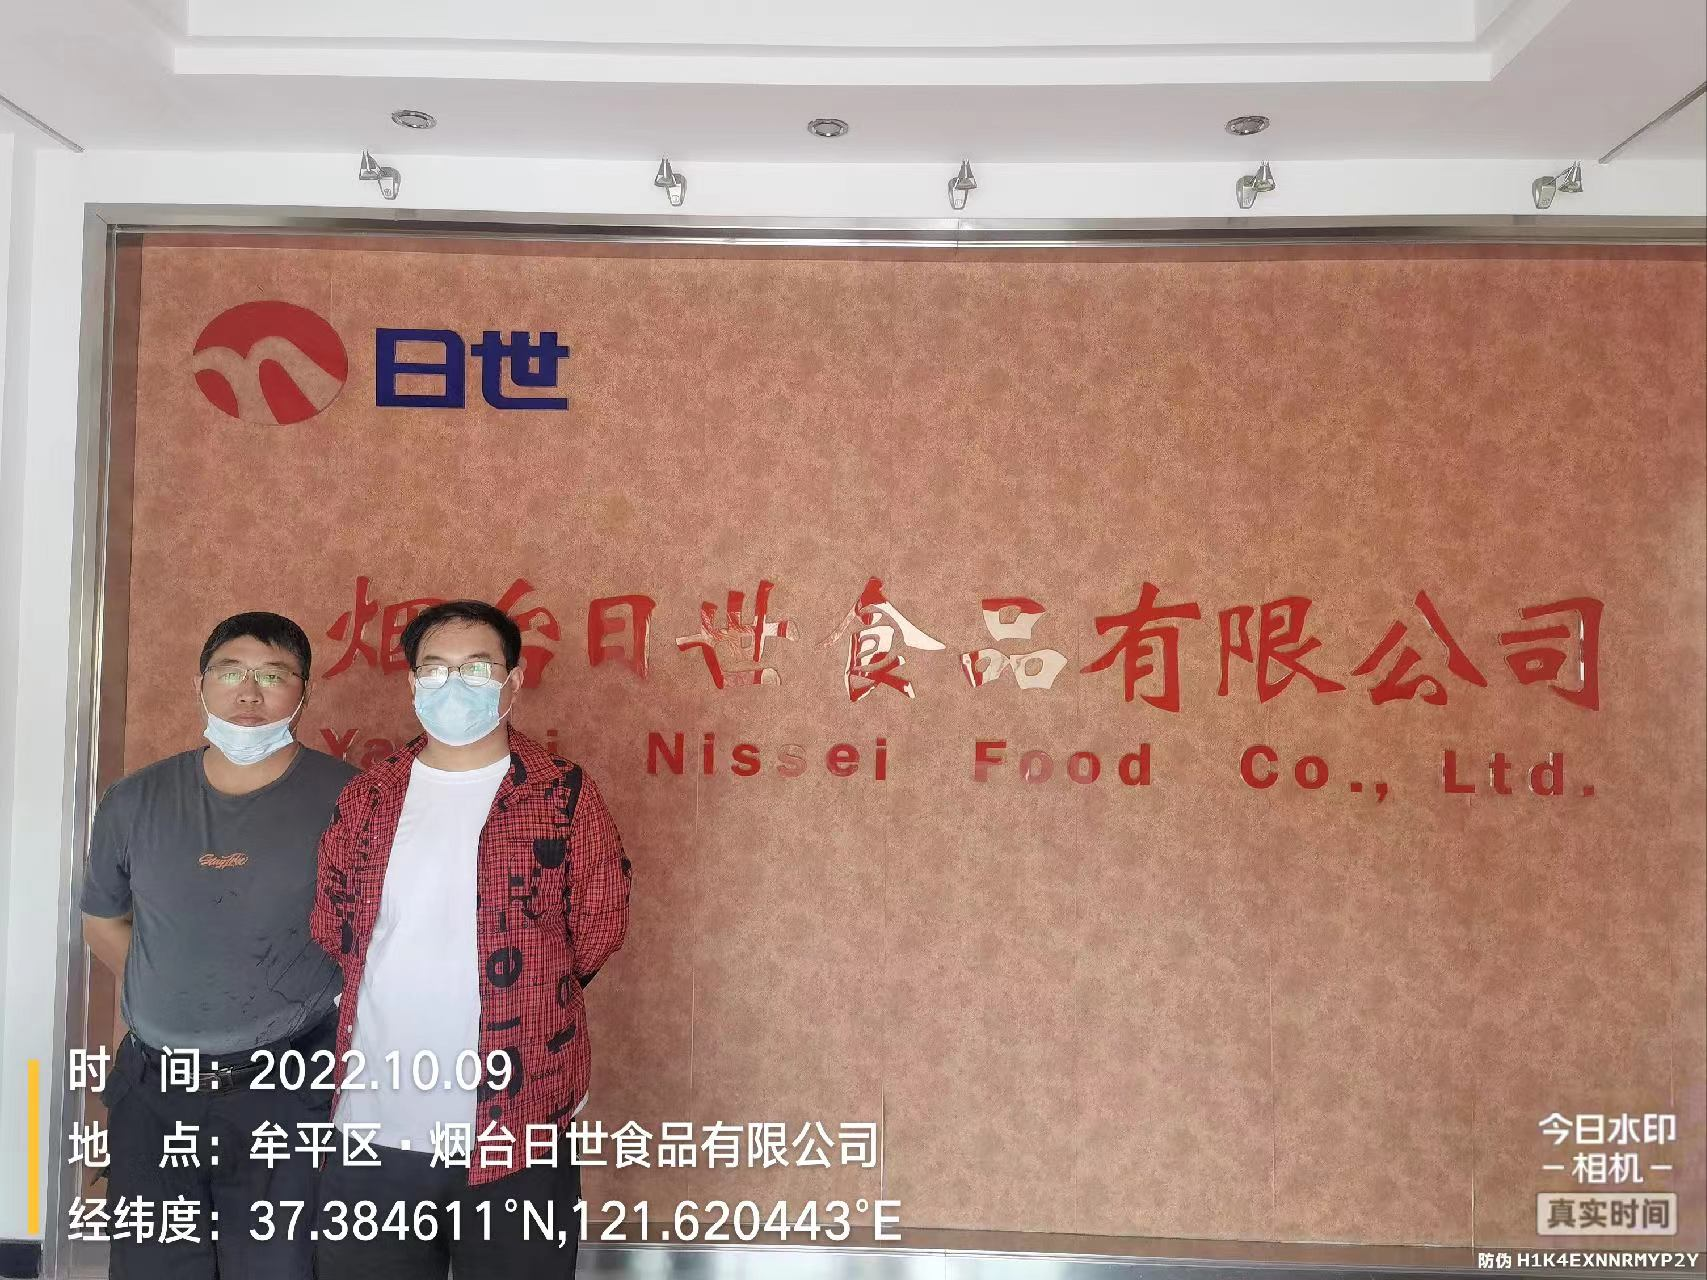 日世
烟台日世食品有限公司
Nissei Food Co., Ltd.
时 间：2022.10.09
地 点：牟平区·烟台日世食品有限公司
经纬度：37.384611°N,121.620443°E
今日水印
相机
真实时间
防伪 H1K4EXNNRMYP2Y